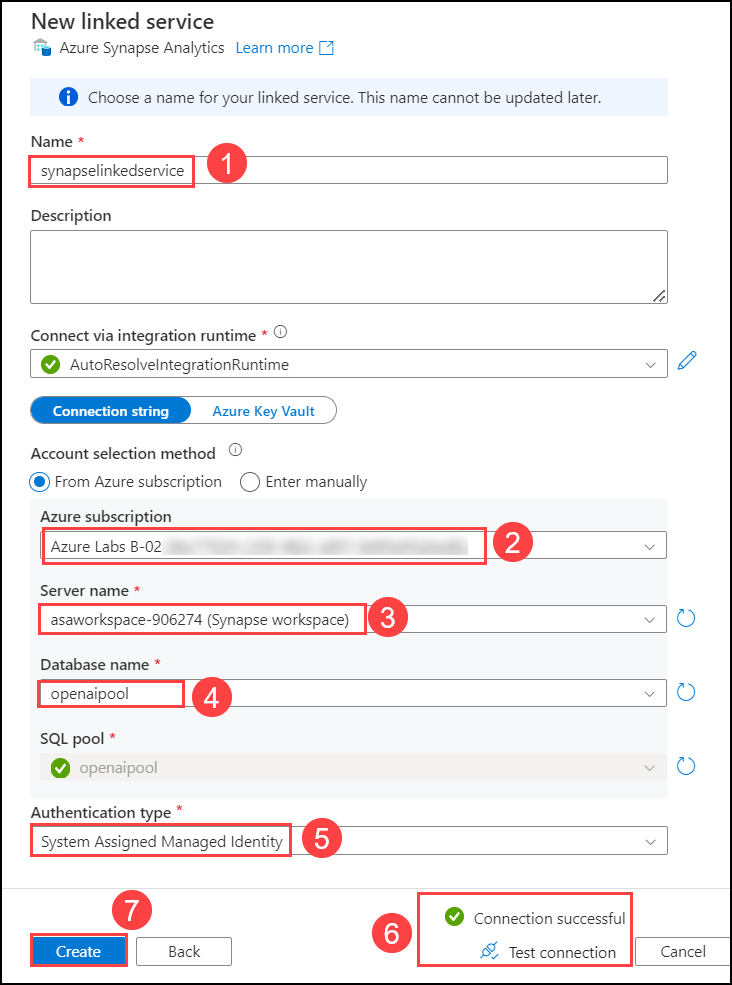 New linked service
Azure Synapse Analytics Learn more
Choose a name for your linked service. This name cannot be updated later.
Name *
synapselinkedservice 1
Description
Connect via integration runtime *
AutoResolveIntegrationRuntime
Connection string Azure Key Vault
Account selection method
From Azure subscription Enter manually
Azure subscription
Azure Labs B-02 2
Server name *
asaworkspace-906274 (Synapse workspace) 3
Database name *
openaipool 4
SQL pool *
openaipool
Authentication type *
System Assigned Managed Identity 5
7
Connection successful
6
Create Back Test connection Cancel